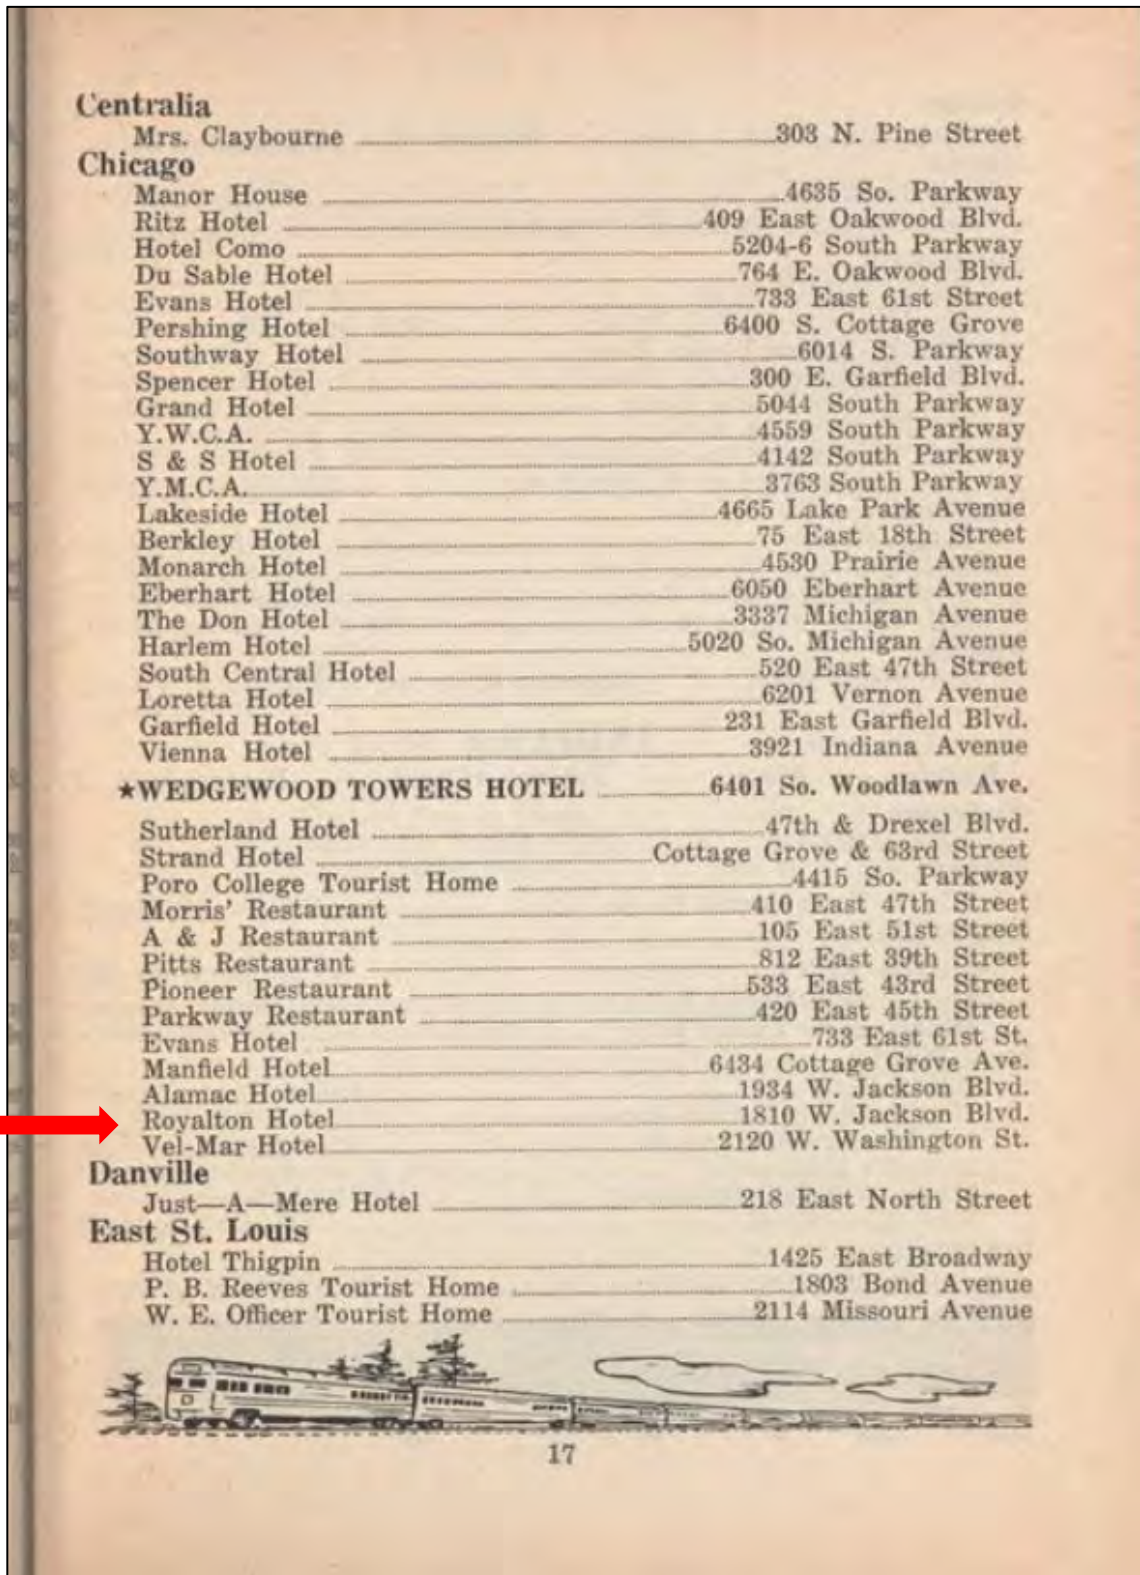 Centralia
Mrs. Claybourne 303 N. Pine Street
Chicago
Manor House 4635 So. Parkway
Ritz Hotel 409 East Oakwood Blvd.
Hotel Como 5204-6 South Parkway
Du Sable Hotel 764 E. Oakwood Blvd.
Evans Hotel 733 East 61st Street
Pershing Hotel 6400 S. Cottage Grove
Southway Hotel 6014 S. Parkway
Spencer Hotel 300 E. Garfield Blvd.
Grand Hotel 5044 South Parkway
Y.W.C.A. 4559 South Parkway
S & S Hotel 4142 South Parkway
Y.M.C.A. 3763 South Parkway
Lakeside Hotel 4665 Lake Park Avenue
Berkley Hotel 75 East 18th Street
Monarch Hotel 4530 Prairie Avenue
Eberhart Hotel 6050 Eberhart Avenue
The Don Hotel 3337 Michigan Avenue
Harlem Hotel 5020 So. Michigan Avenue
South Central Hotel 520 East 47th Street
Loretta Hotel 6201 Vernon Avenue
Garfield Hotel 231 East Garfield Blvd.
Vienna Hotel 3921 Indiana Avenue
★WEDGEWOOD TOWERS HOTEL 6401 So. Woodlawn Ave.
Sutherland Hotel 47th & Drexel Blvd.
Strand Hotel Cottage Grove & 63rd Street
Poro College Tourist Home 4415 So. Parkway
Morris' Restaurant 410 East 47th Street
A & J Restaurant 105 East 51st Street
Pitts Restaurant 812 East 39th Street
Pioneer Restaurant 533 East 43rd Street
Parkway Restaurant 420 East 45th Street
Evans Hotel 733 East 61st St.
Manfield Hotel 6434 Cottage Grove Ave.
Alamac Hotel 1934 W. Jackson Blvd.
Royalton Hotel 1810 W. Jackson Blvd.
Vel-Mar Hotel 2120 W. Washington St.
Danville
Just—A—Mere Hotel 218 East North Street
East St. Louis
Hotel Thigpin 1425 East Broadway
P. B. Reeves Tourist Home 1803 Bond Avenue
W. E. Officer Tourist Home 2114 Missouri Avenue
17